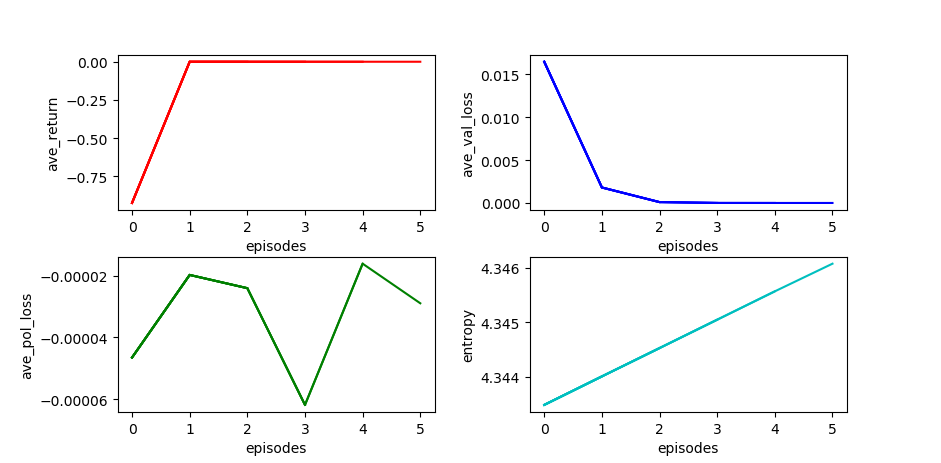 0.00
−0.25
−0.50
−0.75
ave_return
0 1 2 3 4 5
episodes
0.015
0.010
0.005
0.000
ave_val_loss
0 1 2 3 4 5
episodes
−0.00002
−0.00004
−0.00006
ave_pol_loss
0 1 2 3 4 5
episodes
4.346
4.345
4.344
entropy
0 1 2 3 4 5
episodes